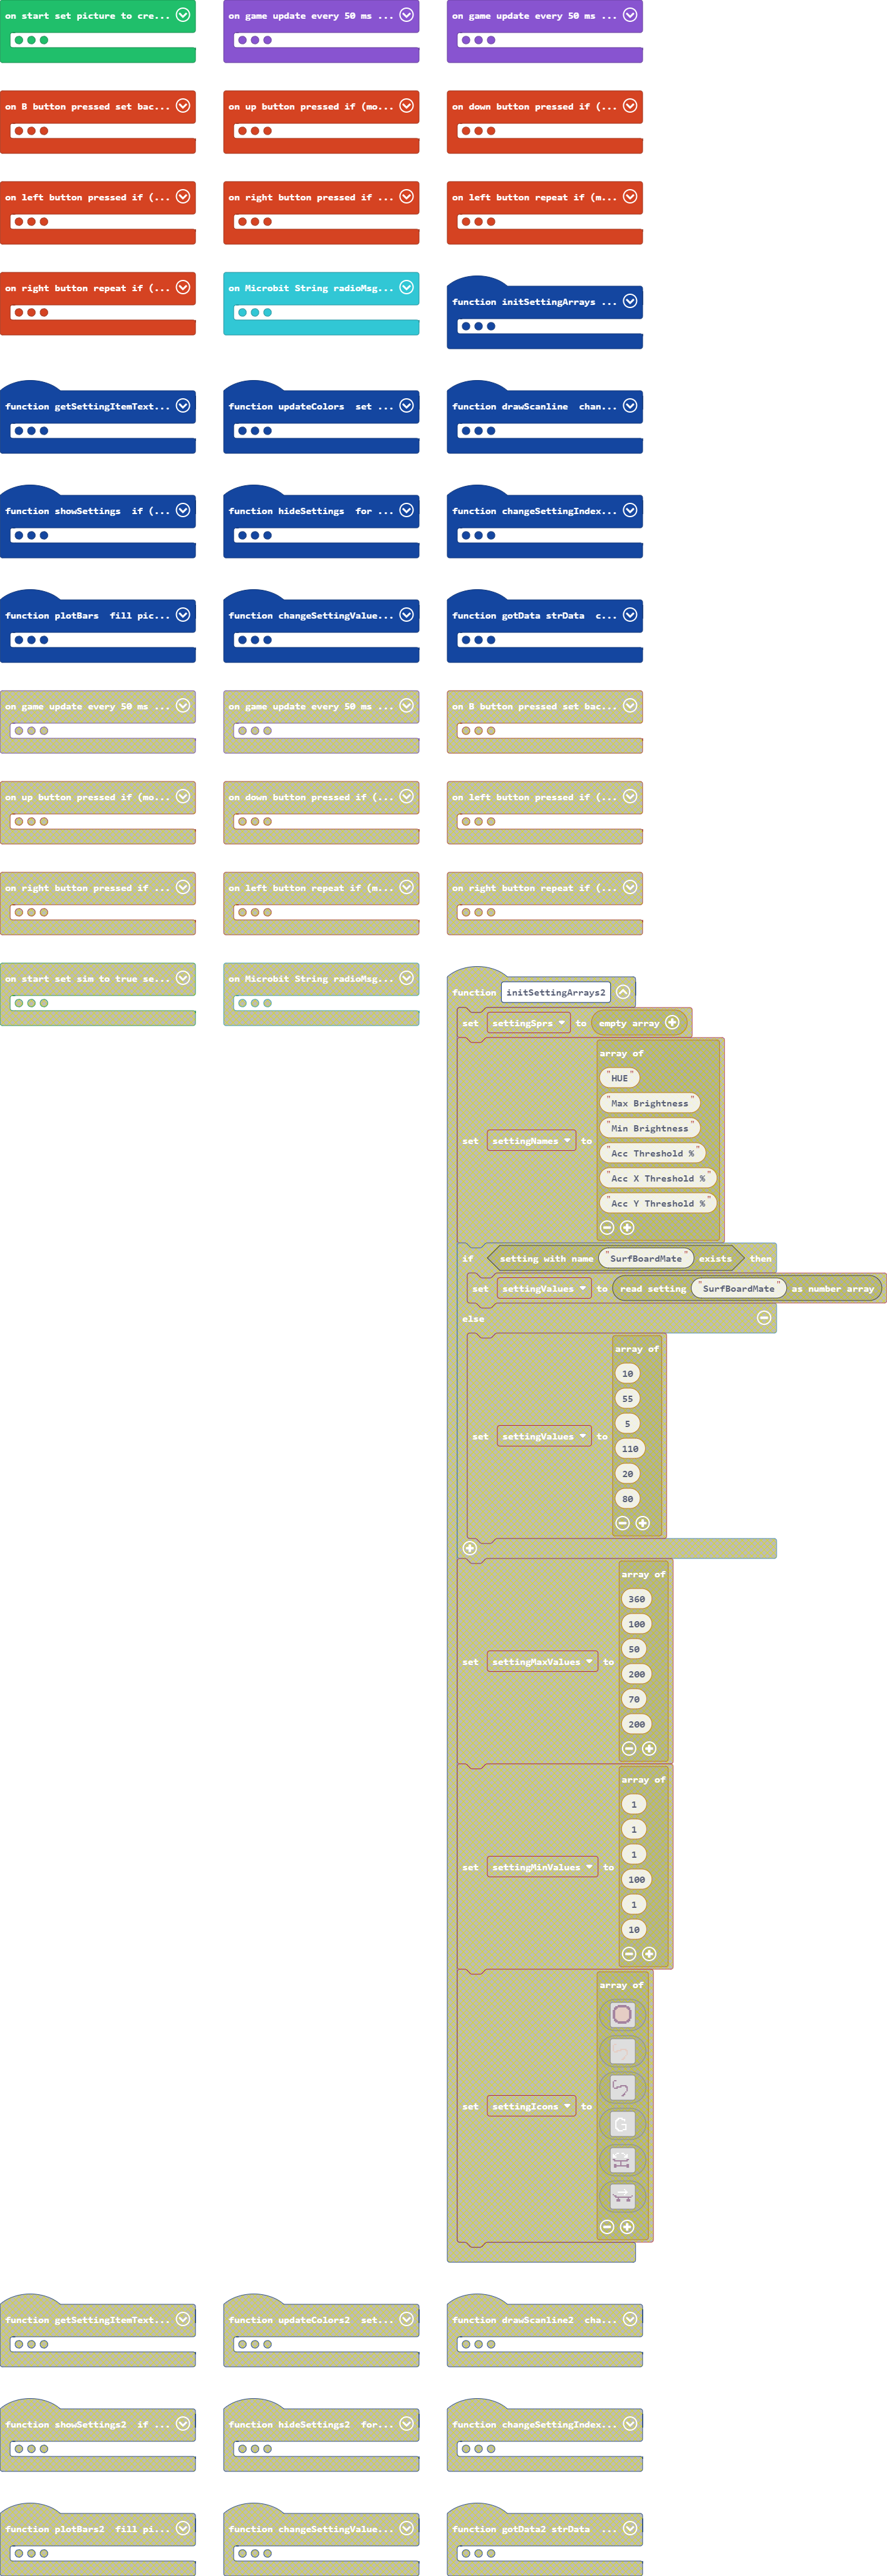 on start set picture to cre...
on game update every 50 ms ...
on game update every 50 ms ...
on B button pressed set bac...
on up button pressed if (mo...
on down button pressed if (...
on left button pressed if (...
on right button pressed if ...
on left button repeat if (m...
on right button repeat if (...
on Microbit String radioMsg...
function initSettingArrays ...
function getSettingItemText...
function updateColors set ...
function drawScanline chan...
function showSettings if (...
function hideSettings for ...
function changeSettingIndex...
function plotBars fill pic...
function changeSettingValue...
function gotData strData c...
on game update every 50 ms ...
on game update every 50 ms ...
on B button pressed set bac...
on up button pressed if (mo...
on down button pressed if (...
on left button pressed if (...
on right button pressed if ...
on left button repeat if (m...
on right button repeat if (...
on start set sim to true se...
on Microbit String radioMsg...
function initSettingArrays2
set settingSprs to empty array
set settingNames to array of
"HUE"
"Max Brightness"
"Min Brightness"
"Acc Threshold %"
"Acc X Threshold %"
"Acc Y Threshold %"
if setting with name "SurfBoardMate" exists then
set settingValues to read setting "SurfBoardMate" as number array
else
set settingValues to array of
10
55
5
110
20
80
set settingMaxValues to array of
360
100
50
200
70
200
set settingMinValues to array of
1
1
1
100
1
10
set settingIcons to array of
G
function getSettingItemText...
function updateColors2 set...
function drawScanline2 cha...
function showSettings2 if ...
function hideSettings2 for...
function changeSettingIndex...
function plotBars2 fill pi...
function changeSettingValue...
function gotData2 strData ...